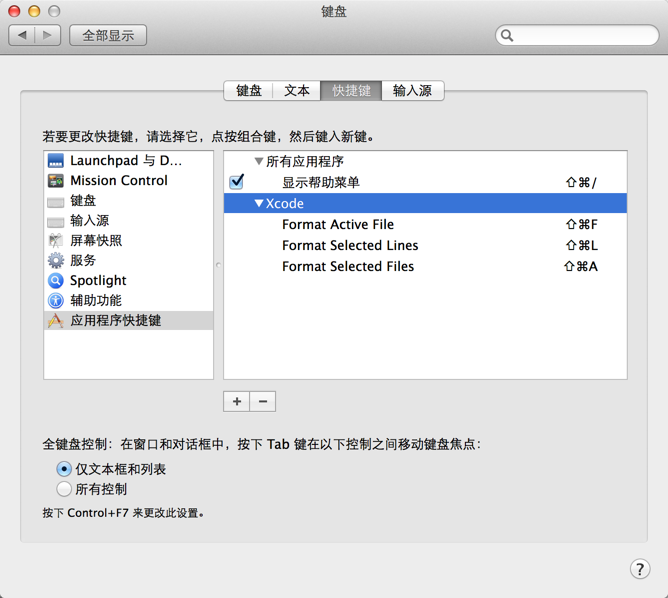 键盘
全部显示
键盘 文本 快捷键 输入源
若要更改快捷键，请选择它，点按组合键，然后键入新键。
Launchpad 与 D...
Mission Control
键盘
输入源
屏幕快照
服务
Spotlight
辅助功能
应用程序快捷键
所有应用程序
显示帮助菜单 ⇧⌘/
Xcode
Format Active File ⇧⌘F
Format Selected Lines ⇧⌘L
Format Selected Files ⇧⌘A
+ −
全键盘控制：在窗口和对话框中，按下 Tab 键在以下控制之间移动键盘焦点：
仅文本框和列表
所有控制
按下 Control+F7 来更改此设置。
?